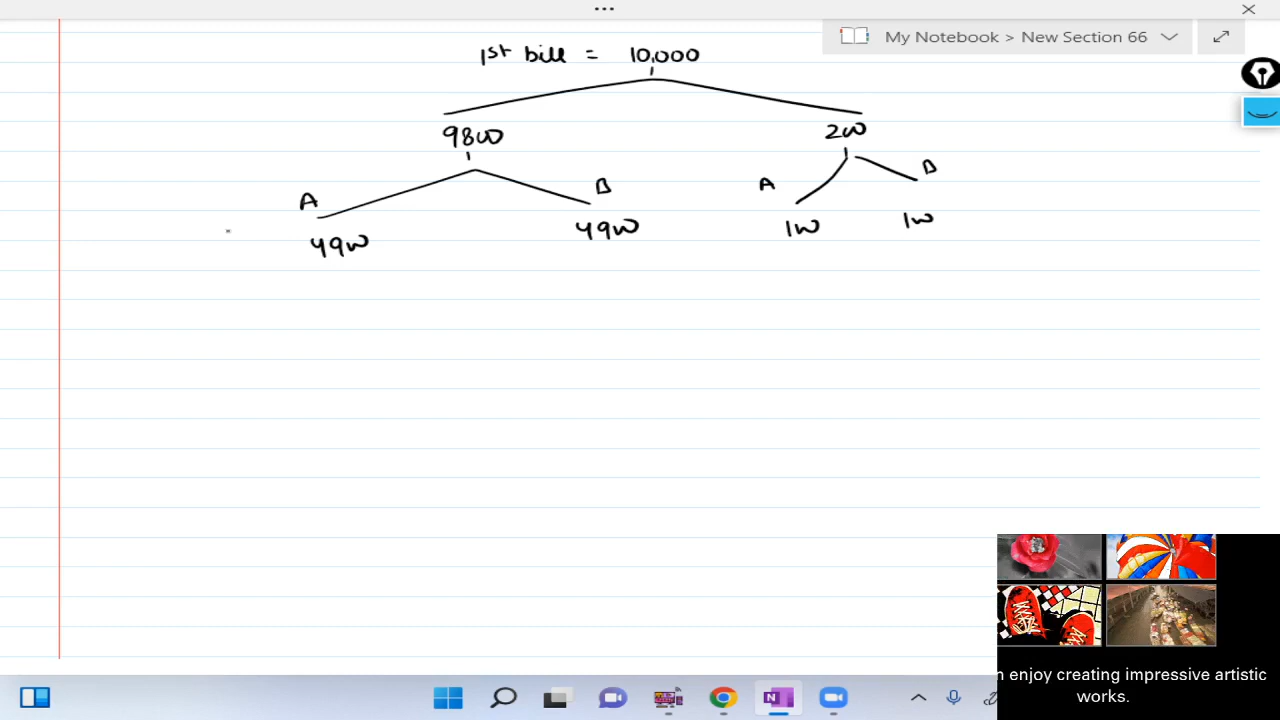 My Notebook > New Section 66
1st bill = 10,000
9800
200
A
B
A
B
4900
4900
100
100
n enjoy creating impressive artistic
works.